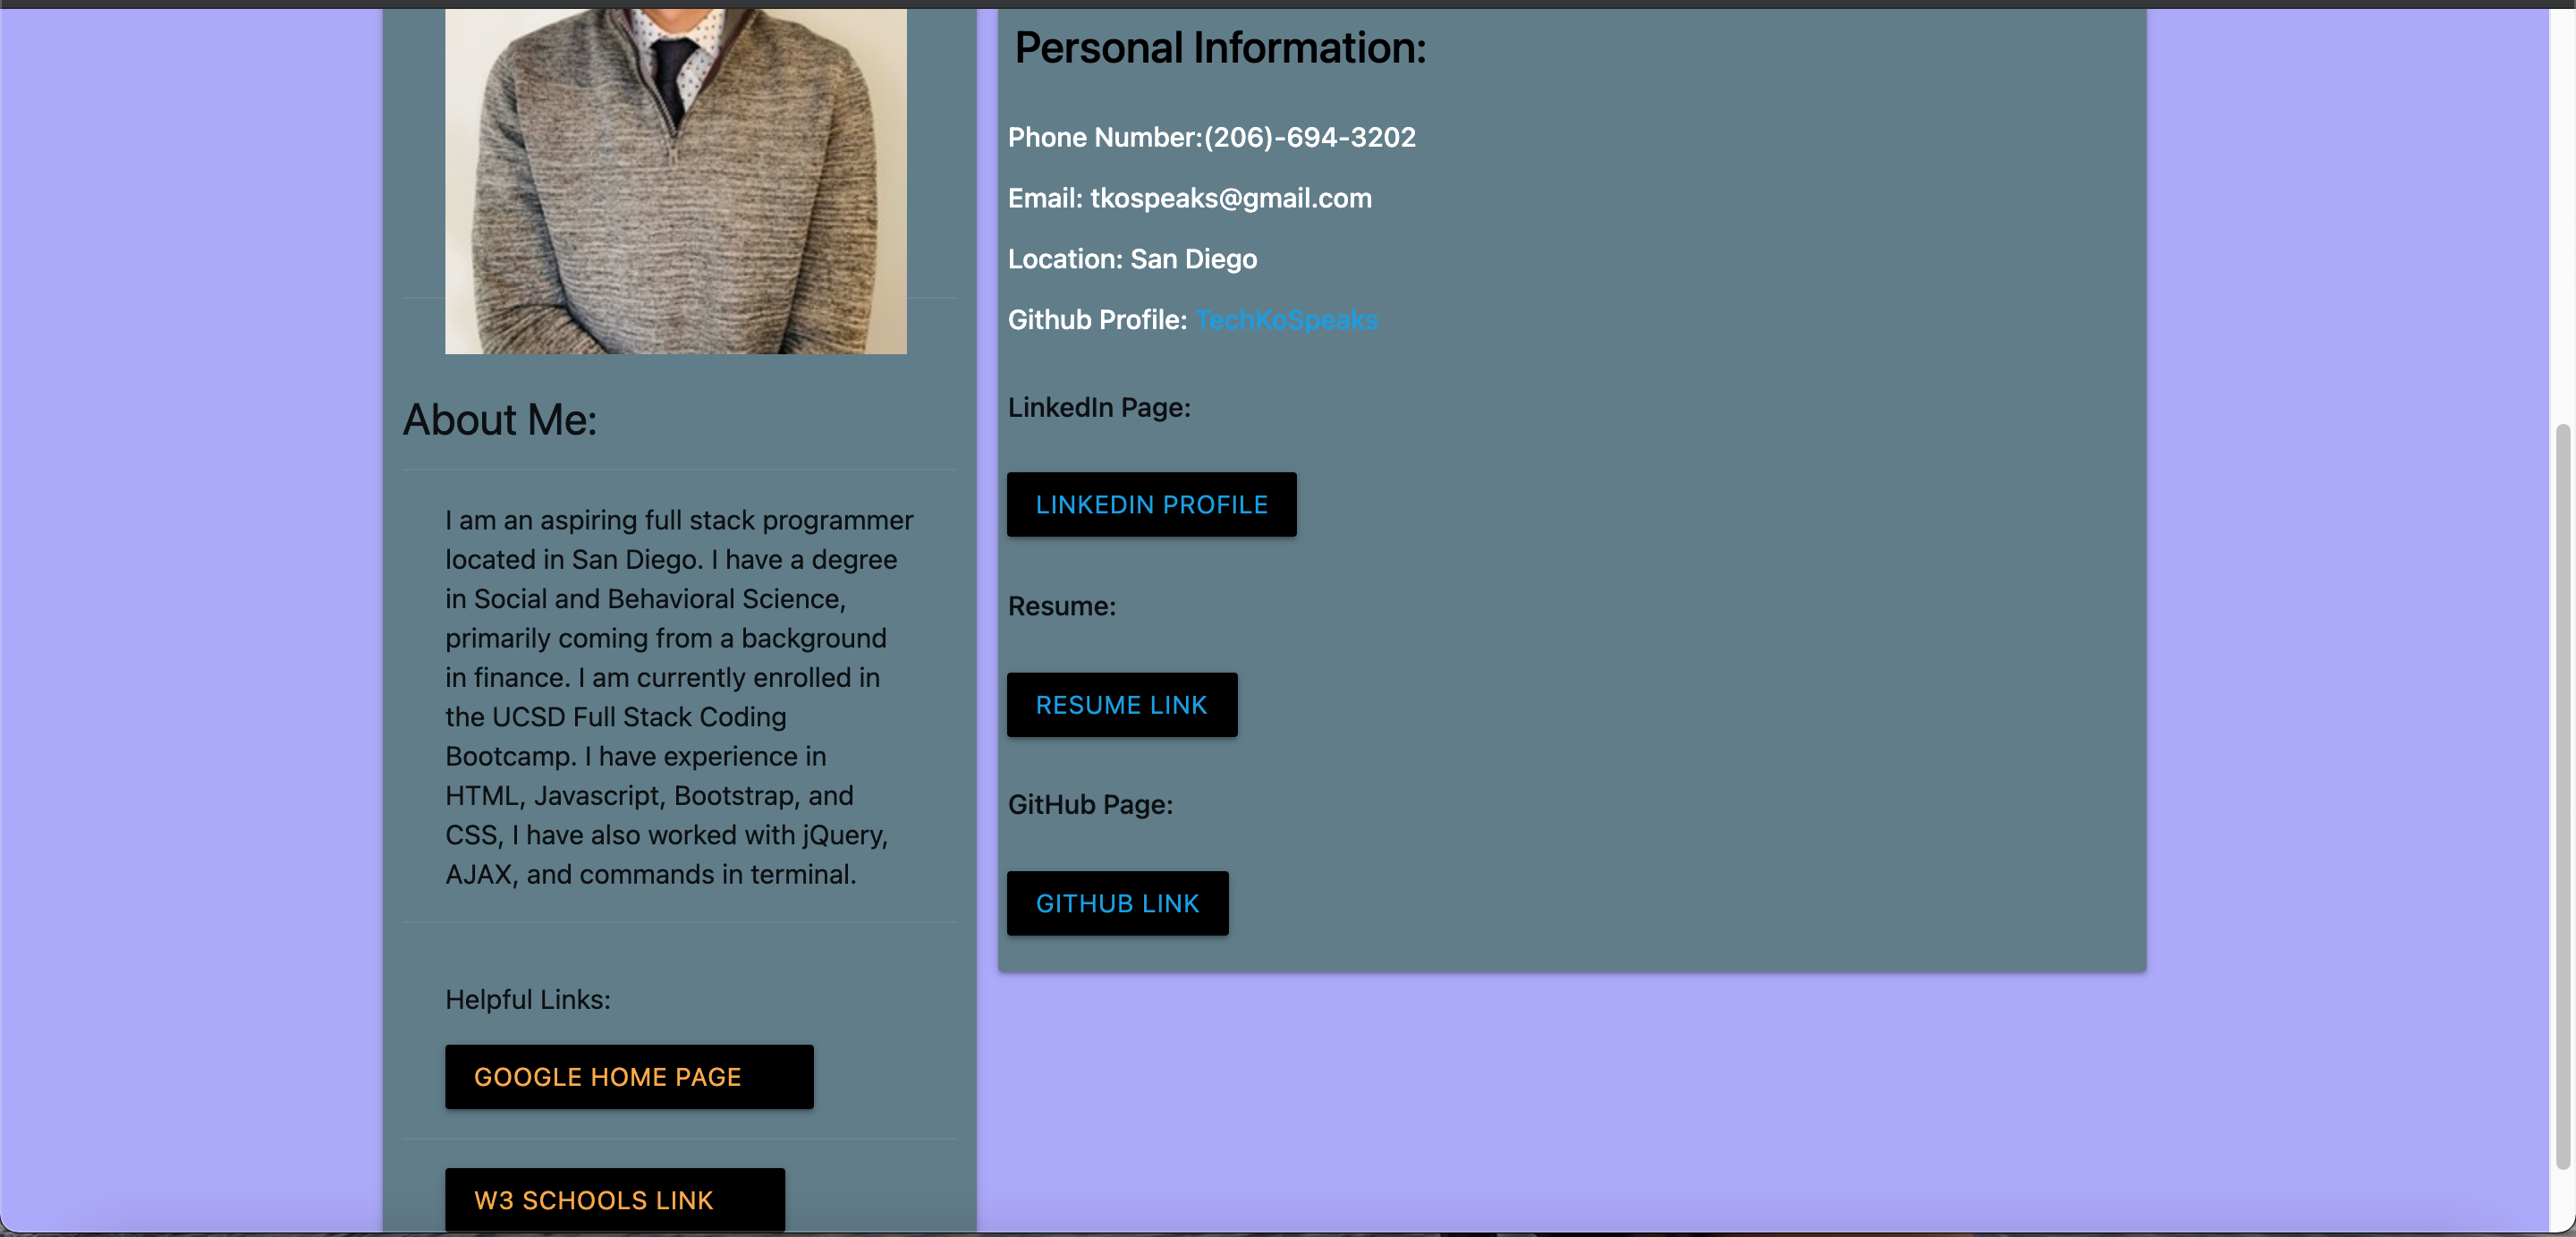 About Me:
I am an aspiring full stack programmer
located in San Diego. I have a degree
in Social and Behavioral Science,
primarily coming from a background
in finance. I am currently enrolled in
the UCSD Full Stack Coding
Bootcamp. I have experience in
HTML, Javascript, Bootstrap, and
CSS, I have also worked with jQuery,
AJAX, and commands in terminal.
Helpful Links:
GOOGLE HOME PAGE
W3 SCHOOLS LINK
Personal Information:
Phone Number:(206)-694-3202
Email: tkospeaks@gmail.com
Location: San Diego
Github Profile: TechKoSpeaks
LinkedIn Page:
LINKEDIN PROFILE
Resume:
RESUME LINK
GitHub Page:
GITHUB LINK